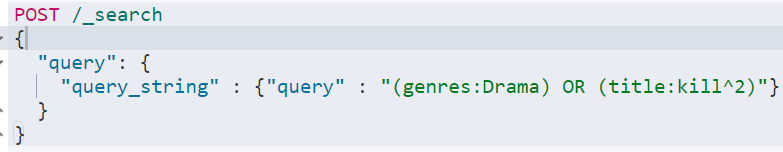 POST /_search
{
"query": {
"query_string" : {"query" : "(genres:Drama) OR (title:kill^2)"}
}
}